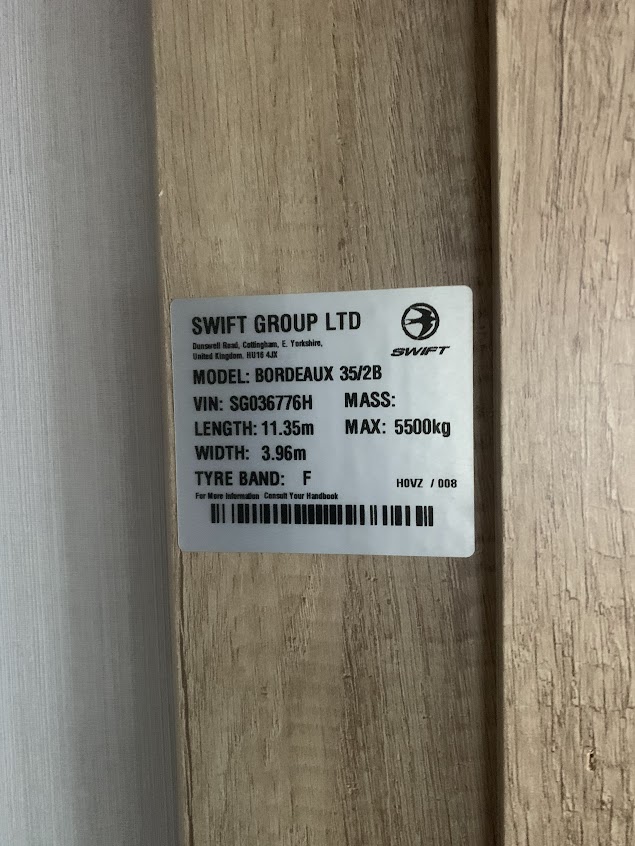 SWIFT GROUP LTD
Dunswell Road, Cottingham, E. Yorkshire,
United Kingdom. HU16 4JX
SWIFT
MODEL: BORDEAUX 35/2B
VIN: SG036776H MASS:
LENGTH: 11.35m MAX: 5500kg
WIDTH: 3.96m
TYRE BAND: F H0VZ / 008
For More Information Consult Your Handbook